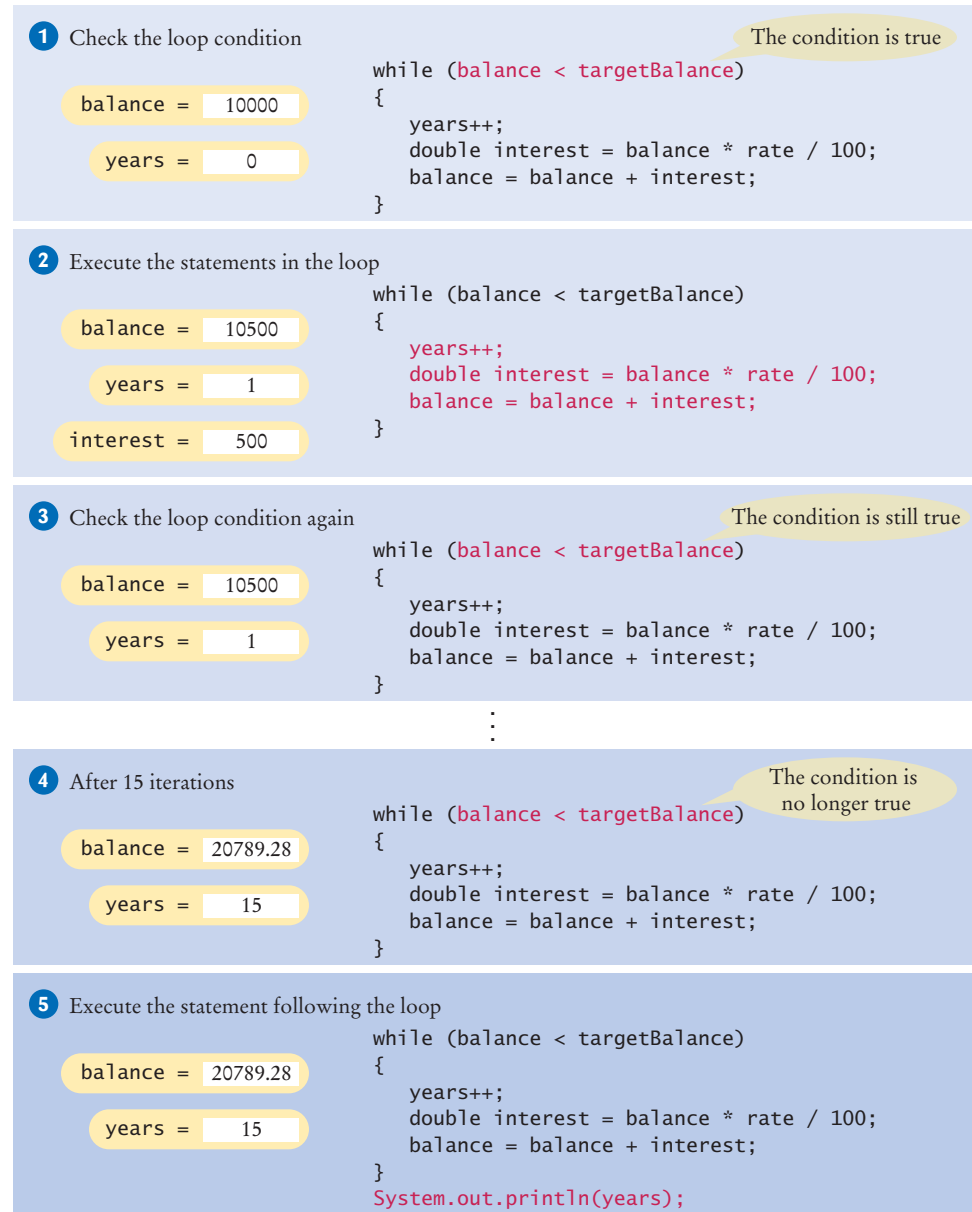 1 Check the loop condition
The condition is true
balance = 10000
years = 0
while (balance < targetBalance)
{
years++;
double interest = balance * rate / 100;
balance = balance + interest;
}
2 Execute the statements in the loop
balance = 10500
years = 1
interest = 500
while (balance < targetBalance)
{
years++;
double interest = balance * rate / 100;
balance = balance + interest;
}
3 Check the loop condition again
The condition is still true
balance = 10500
years = 1
while (balance < targetBalance)
{
years++;
double interest = balance * rate / 100;
balance = balance + interest;
}
.
.
.
4 After 15 iterations
The condition is
no longer true
balance = 20789.28
years = 15
while (balance < targetBalance)
{
years++;
double interest = balance * rate / 100;
balance = balance + interest;
}
5 Execute the statement following the loop
balance = 20789.28
years = 15
while (balance < targetBalance)
{
years++;
double interest = balance * rate / 100;
balance = balance + interest;
}
System.out.println(years);